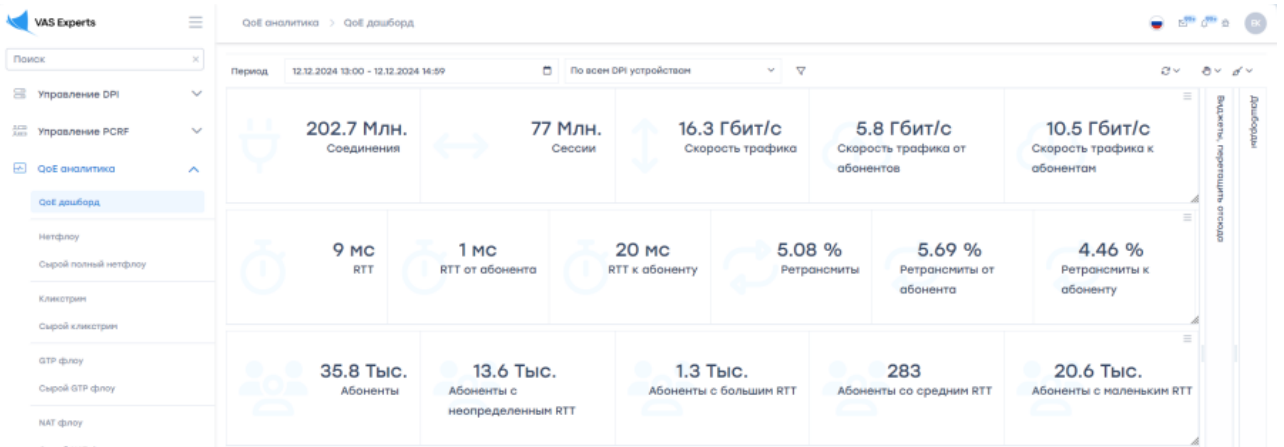 VAS Experts
QoE аналитика > QoE дашборд
99+ 99+ EK
Поиск
Управление DPI
Управление PCRF
QoE аналитика
QoE дашборд
Нетфлоу
Сырой полный нетфлоу
Кликстрим
Сырой кликстрим
GTP флоу
Сырой GTP флоу
NAT флоу
Период 12.12.2024 13:00 - 12.12.2024 14:59 По всем DPI устройствам
202.7 Млн.
Соединения
77 Млн.
Сессии
16.3 Гбит/с
Скорость трафика
5.8 Гбит/с
Скорость трафика от
абонентов
10.5 Гбит/с
Скорость трафика к
абонентам
9 мс
RTT
1 мс
RTT от абонента
20 мс
RTT к абоненту
5.08 %
Ретрансмиты
5.69 %
Ретрансмиты от
абонента
4.46 %
Ретрансмиты к
абоненту
35.8 Тыс.
Абоненты
13.6 Тыс.
Абоненты с
неопределенным RTT
1.3 Тыс.
Абоненты с большим RTT
283
Абоненты со средним RTT
20.6 Тыс.
Абоненты с маленьким RTT
Виджеты, перетащить отсюда
Дашборды